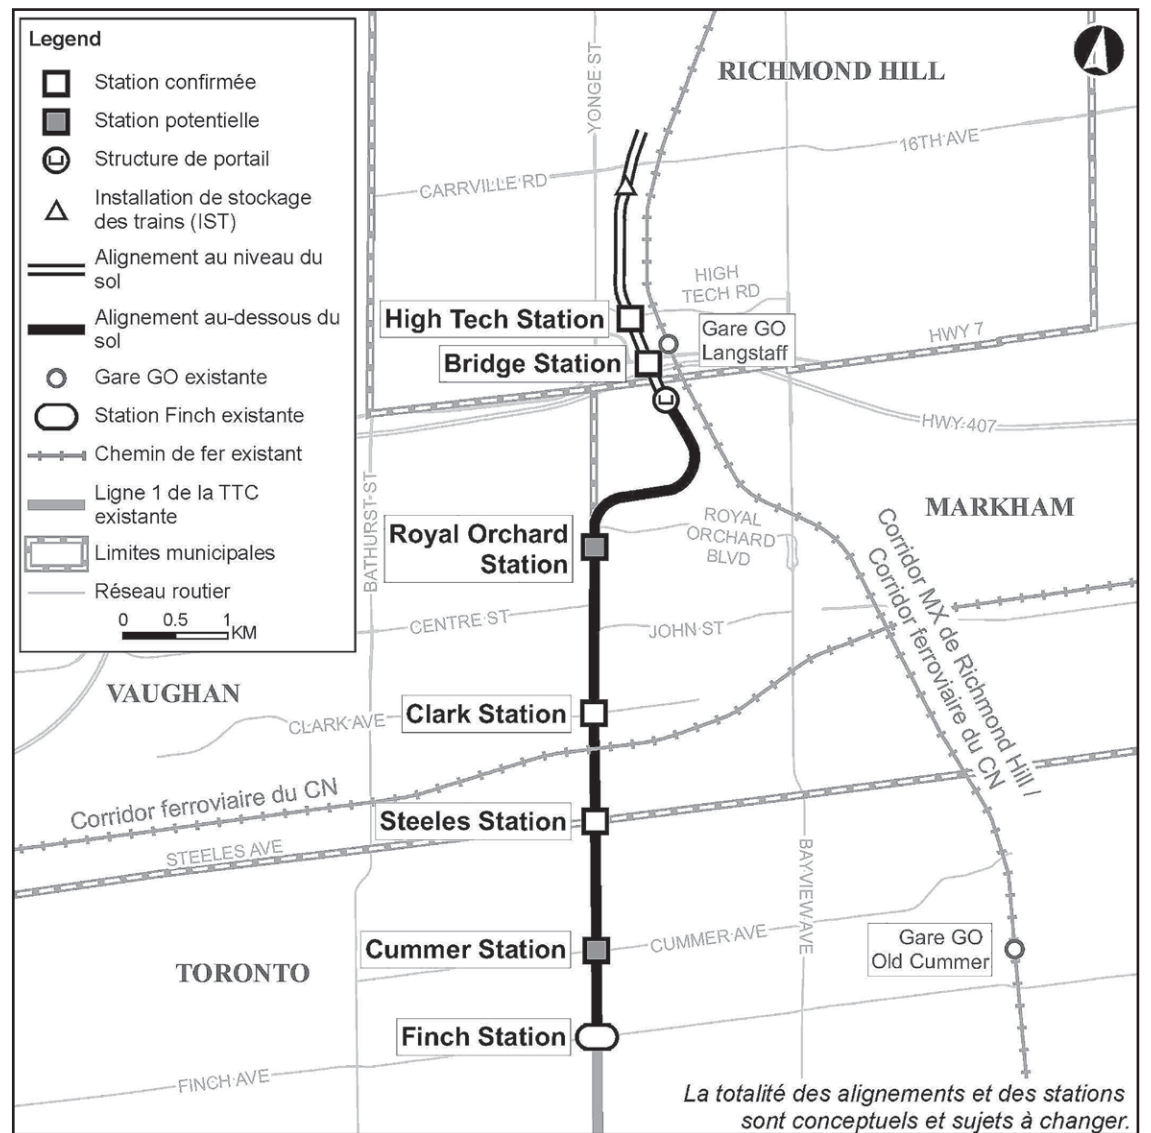 Legend
Station confirmée
Station potentielle
Structure de portail
Installation de stockage
des trains (IST)
Alignement au niveau du
sol
Alignement au-dessous du
sol
Gare GO existante
Station Finch existante
Chemin de fer existant
Ligne 1 de la TTC
existante
Limites municipales
Réseau routier
0 0.5 1
KM
YONGE ST
RICHMOND HILL
16TH AVE
CARRVILLE RD
HIGH
TECH RD
High Tech Station
Gare GO
Langstaff
HWY 7
Bridge Station
HWY 407
BATHURST ST
MARKHAM
ROYAL
ORCHARD
BLVD
Royal Orchard
Station
Corridor MX de Richmond Hill /
Corridor ferroviaire du CN
CENTRE ST
JOHN ST
VAUGHAN
CLARK AVE
Clark Station
Corridor ferroviaire du CN
Steeles Station
STEELES AVE
BAYVIEW AVE
Cummer Station
CUMMER AVE
Gare GO
Old Cummer
TORONTO
Finch Station
FINCH AVE
La totalité des alignements et des stations
sont conceptuels et sujets à changer.